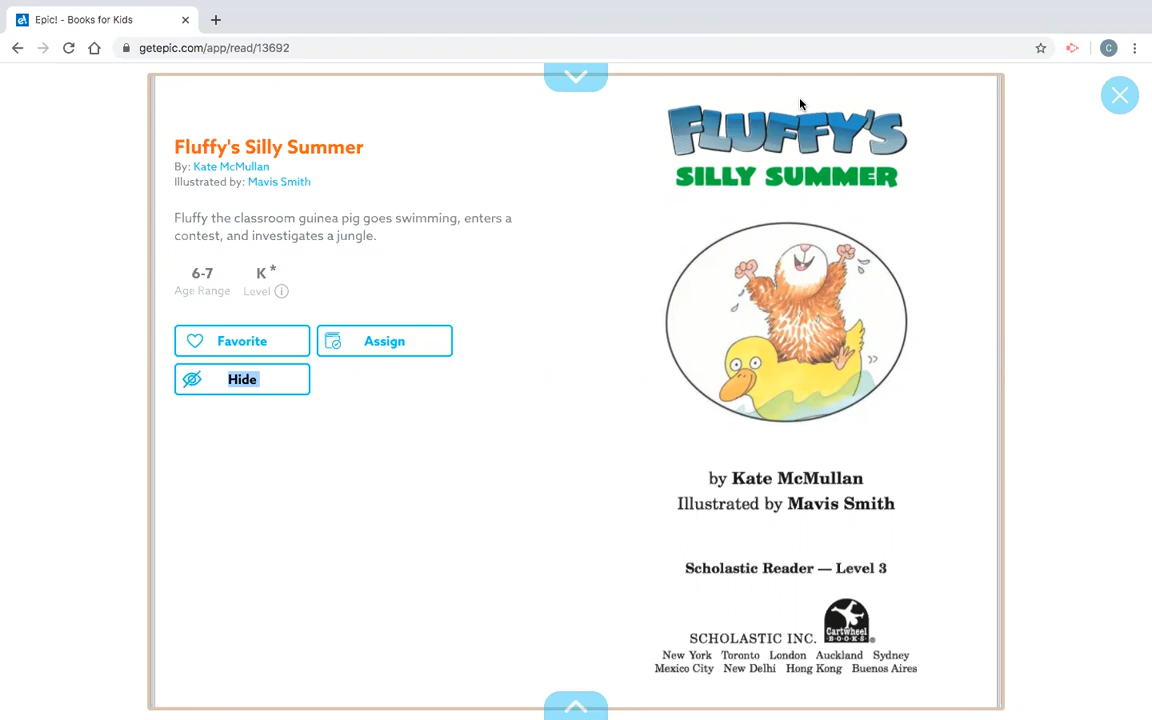 Epic! - Books for Kids
getepic.com/app/read/13692
C
Fluffy's Silly Summer
By: Kate McMullan
Illustrated by: Mavis Smith
Fluffy the classroom guinea pig goes swimming, enters a
contest, and investigates a jungle.
6-7 K*
Age Range Level i
Favorite Assign
Hide
FLUFFY'S
SILLY SUMMER
by Kate McMullan
Illustrated by Mavis Smith
Scholastic Reader — Level 3
Cartwheel
BOOKS®
SCHOLASTIC INC.
New York Toronto London Auckland Sydney
Mexico City New Delhi Hong Kong Buenos Aires